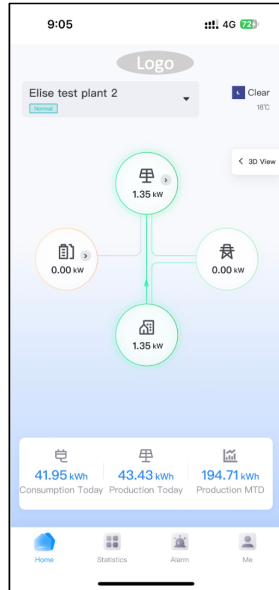 9:05
4G 72
Logo
Elise test plant 2
Normal
Clear
18℃
3D View
1.35 kW
0.00 kW
0.00 kW
1.35 kW
41.95 kWh
43.43 kWh
194.71 kWh
Consumption Today
Production Today
Production MTD
Home
Statistics
Alarm
Me